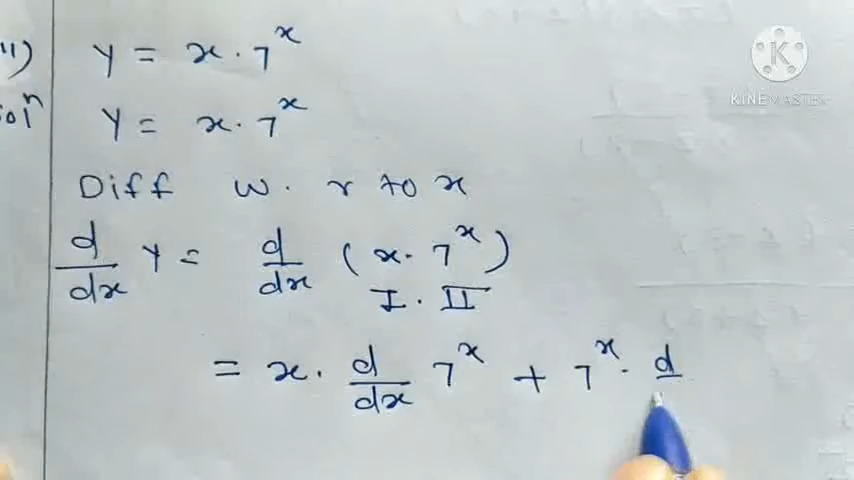 11) y = x · 7^x
Solⁿ y = x · 7^x
Diff w. r to x
d/dx y = d/dx (x · 7^x)
I · II
= x · d/dx 7^x + 7^x · d
KINEMASTER